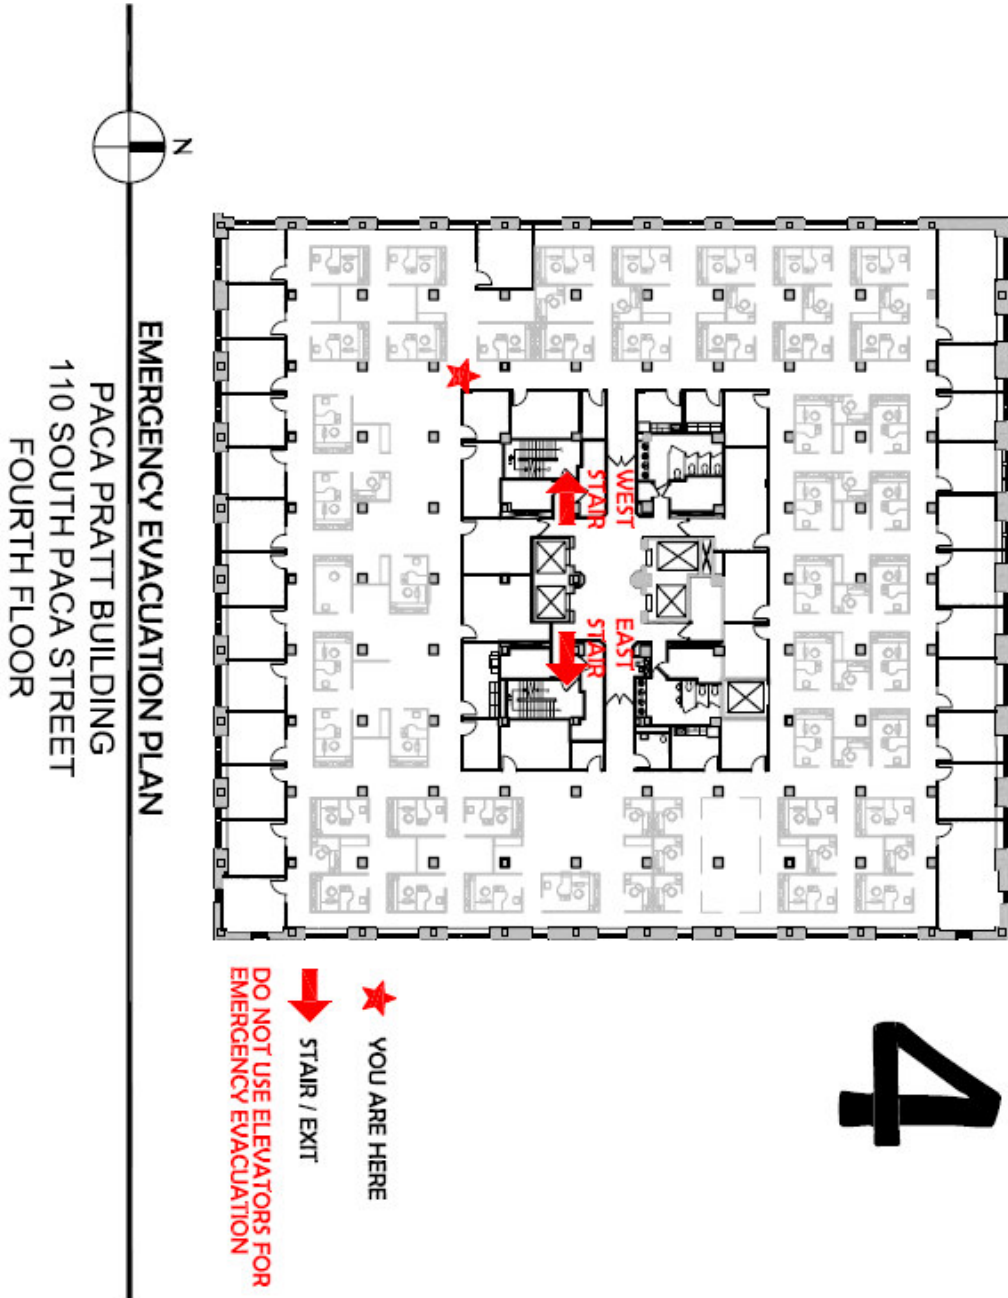 4
WEST
STAIR
EAST
STAIR
YOU ARE HERE
STAIR / EXIT
DO NOT USE ELEVATORS FOR
EMERGENCY EVACUATION
N
EMERGENCY EVACUATION PLAN
PACA PRATT BUILDING
110 SOUTH PACA STREET
FOURTH FLOOR